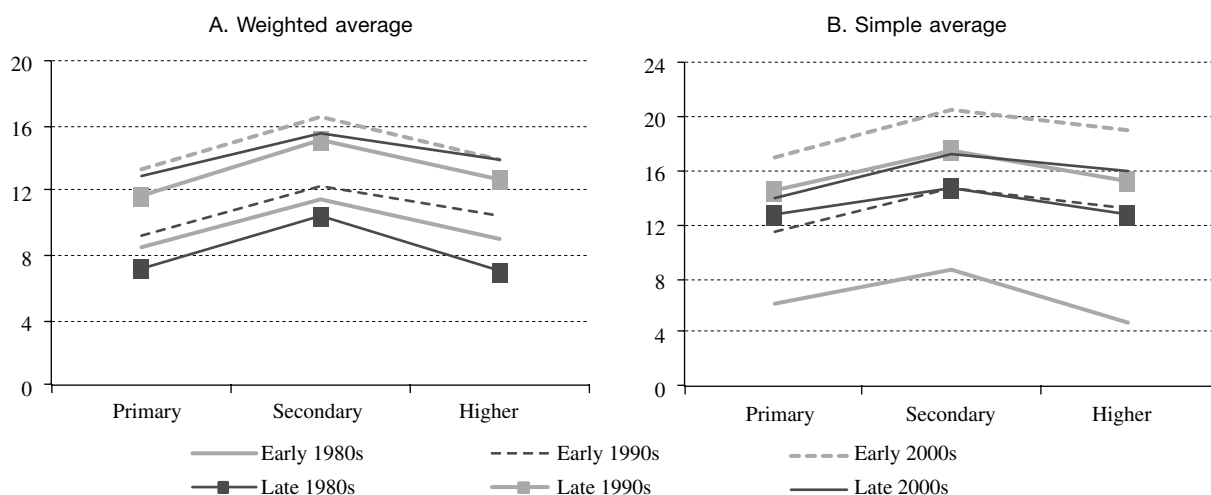 A. Weighted average
20
16
12
8
4
0
Primary Secondary Higher
B. Simple average
24
20
16
12
8
4
0
Primary Secondary Higher
Early 1980s Early 1990s Early 2000s
Late 1980s Late 1990s Late 2000s